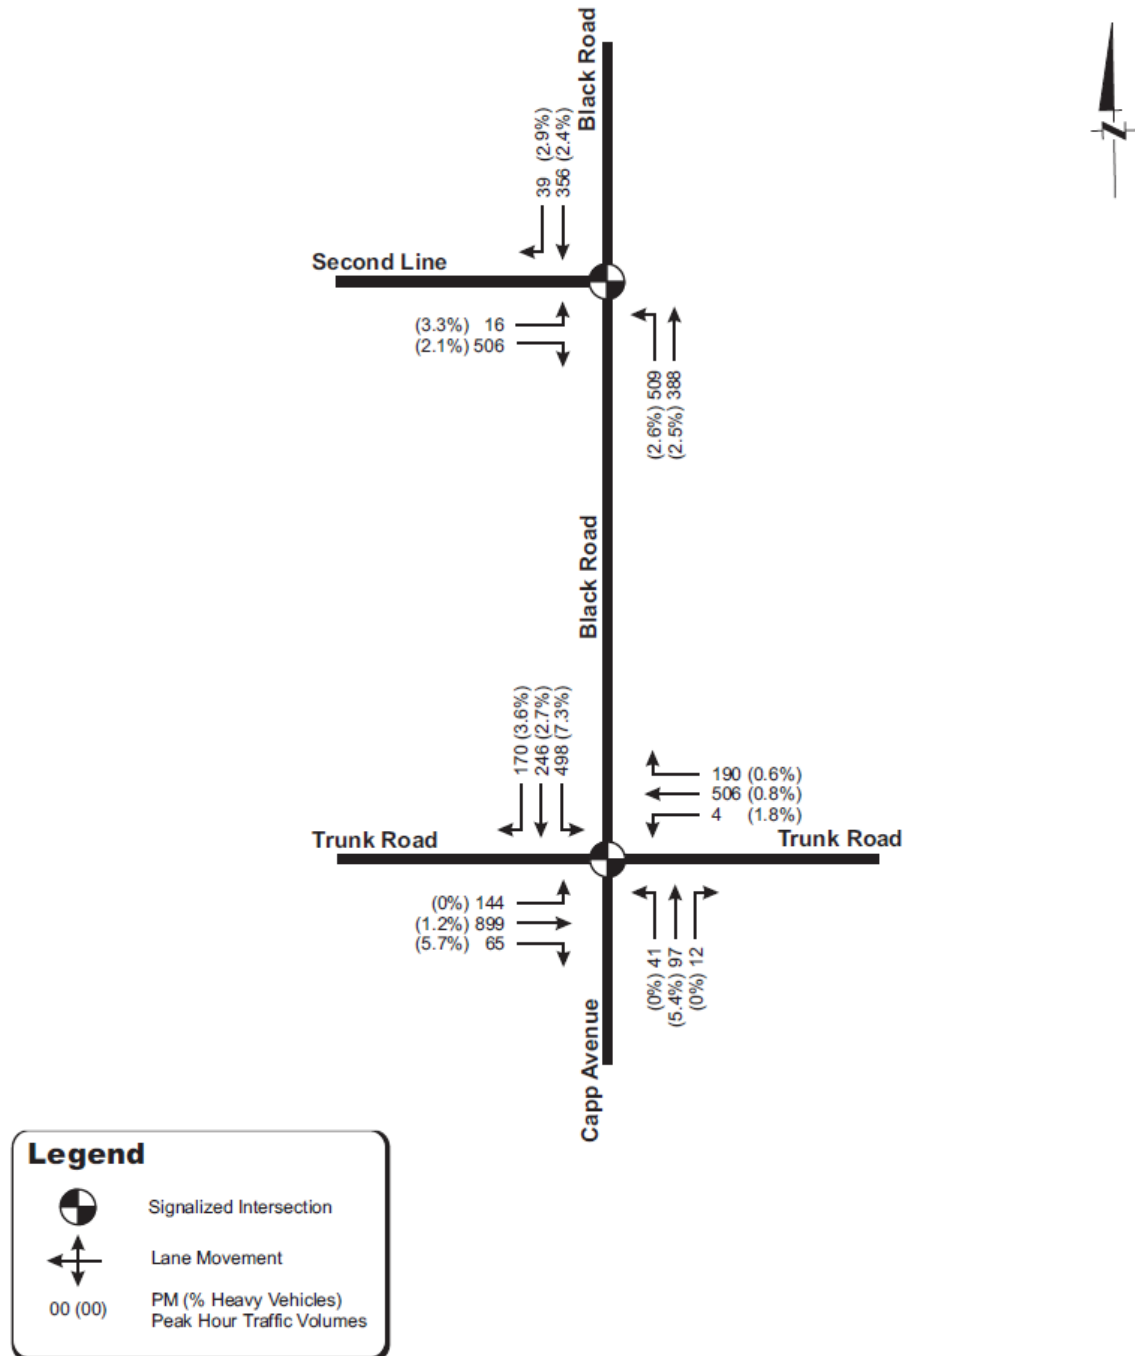 Black Road
N
39 (2.9%)
356 (2.4%)
Second Line
(3.3%) 16
(2.1%) 506
(2.6%) 509
(2.5%) 388
Black Road
170 (3.6%)
246 (2.7%)
498 (7.3%)
190 (0.6%)
506 (0.8%)
4 (1.8%)
Trunk Road
Trunk Road
(0%) 144
(1.2%) 899
(5.7%) 65
(0%) 41
(5.4%) 97
(0%) 12
Capp Avenue
Legend
Signalized Intersection
Lane Movement
00 (00)
PM (% Heavy Vehicles)
Peak Hour Traffic Volumes